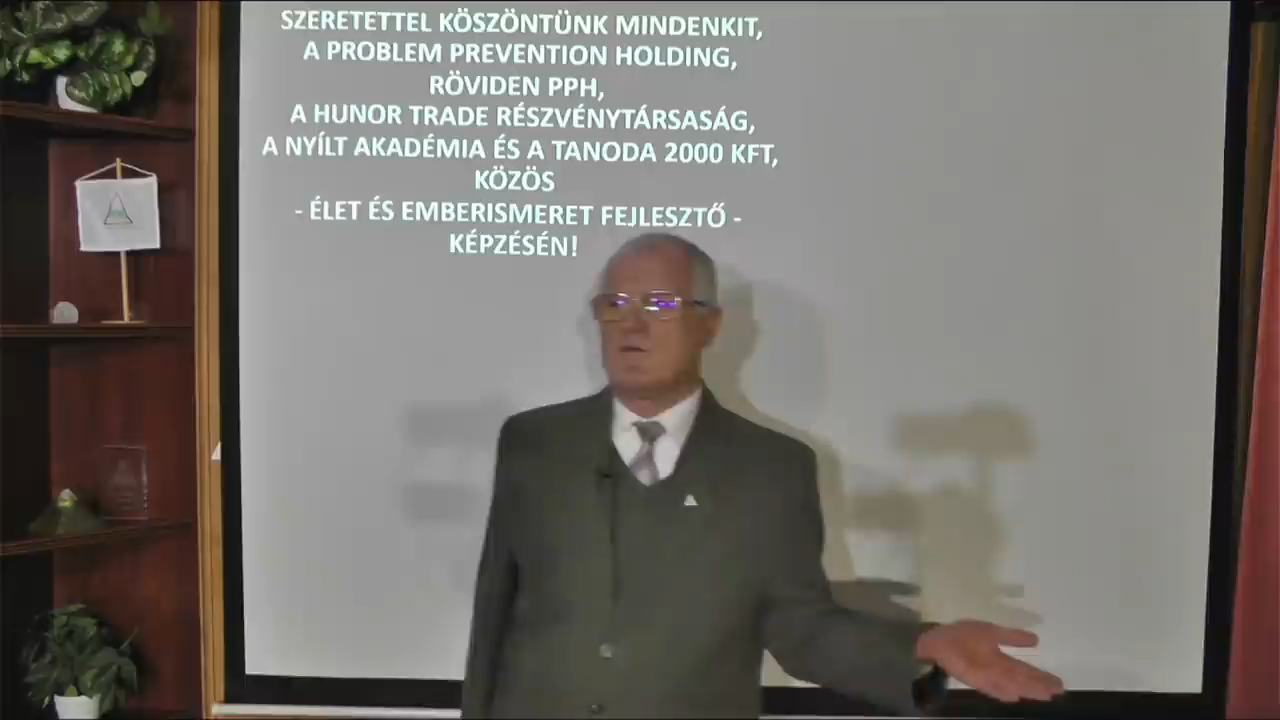 SZERETETTEL KÖSZÖNTÜNK MINDENKIT,
A PROBLEM PREVENTION HOLDING,
RÖVIDEN PPH,
A HUNOR TRADE RÉSZVÉNYTÁRSASÁG,
A NYÍLT AKADÉMIA ÉS A TANODA 2000 KFT,
KÖZÖS
- ÉLET ÉS EMBERISMERET FEJLESZTŐ -
KÉPZÉSÉN!